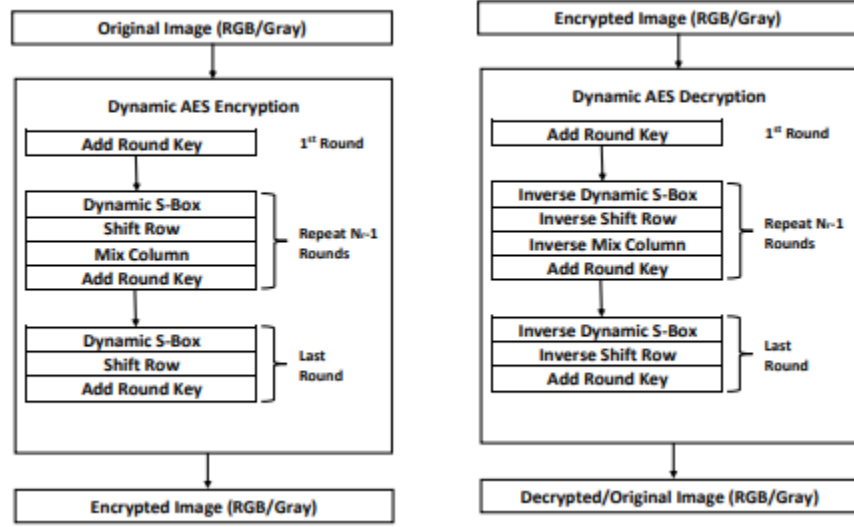 Original Image (RGB/Gray)
Dynamic AES Encryption
Add Round Key
1st Round
Dynamic S-Box
Shift Row
Mix Column
Add Round Key
Repeat Nr-1
Rounds
Dynamic S-Box
Shift Row
Add Round Key
Last
Round
Encrypted Image (RGB/Gray)
Encrypted Image (RGB/Gray)
Dynamic AES Decryption
Add Round Key
1st Round
Inverse Dynamic S-Box
Inverse Shift Row
Inverse Mix Column
Add Round Key
Repeat Nr-1
Rounds
Inverse Dynamic S-Box
Inverse Shift Row
Add Round Key
Last
Round
Decrypted/Original Image (RGB/Gray)